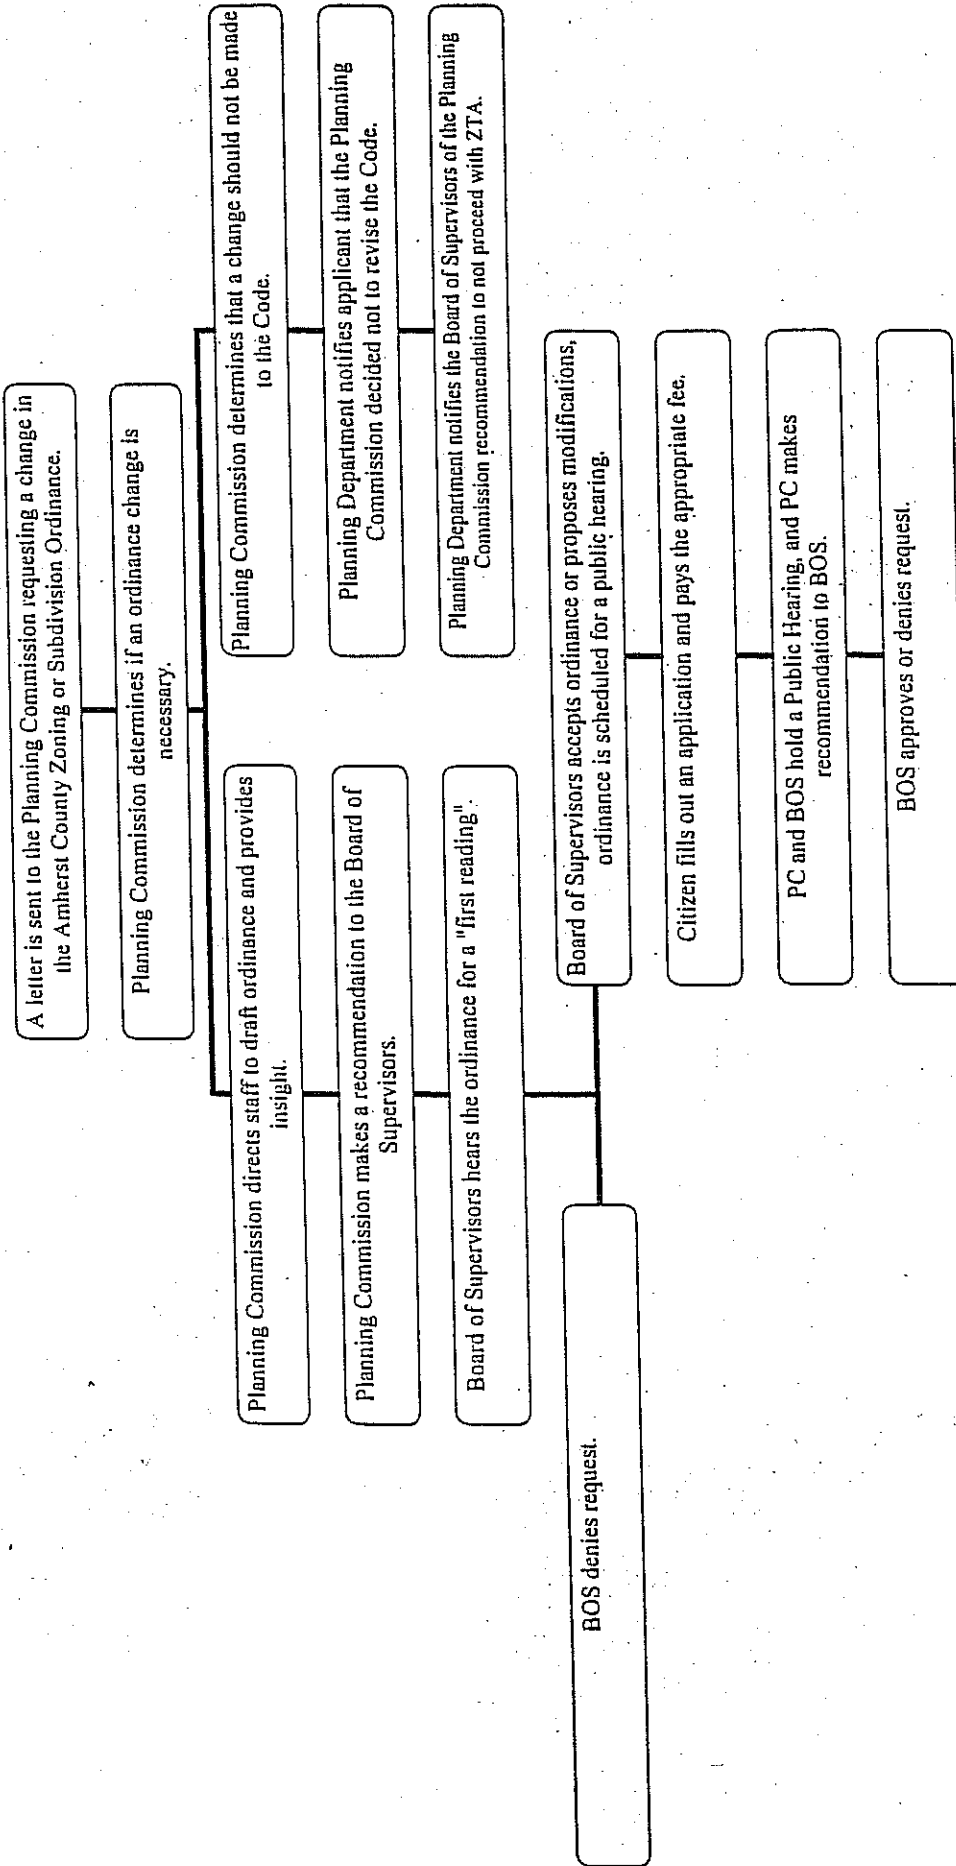 A letter is sent to the Planning Commission requesting a change in
the Amherst County Zoning or Subdivision Ordinance.
Planning Commission determines if an ordinance change is
necessary.
Planning Commission directs staff to draft ordinance and provides
insight.
Planning Commission makes a recommendation to the Board of
Supervisors.
Board of Supervisors hears the ordinance for a "first reading".
Planning Commission determines that a change should not be made
to the Code.
Planning Department notifies applicant that the Planning
Commission decided not to revise the Code.
Planning Department notifies the Board of Supervisors of the Planning
Commission recommendation to not proceed with ZTA.
BOS denies request.
Board of Supervisors accepts ordinance or proposes modifications,
ordinance is scheduled for a public hearing.
Citizen fills out an application and pays the appropriate fee.
PC and BOS hold a Public Hearing, and PC makes
recommendation to BOS.
BOS approves or denies request.